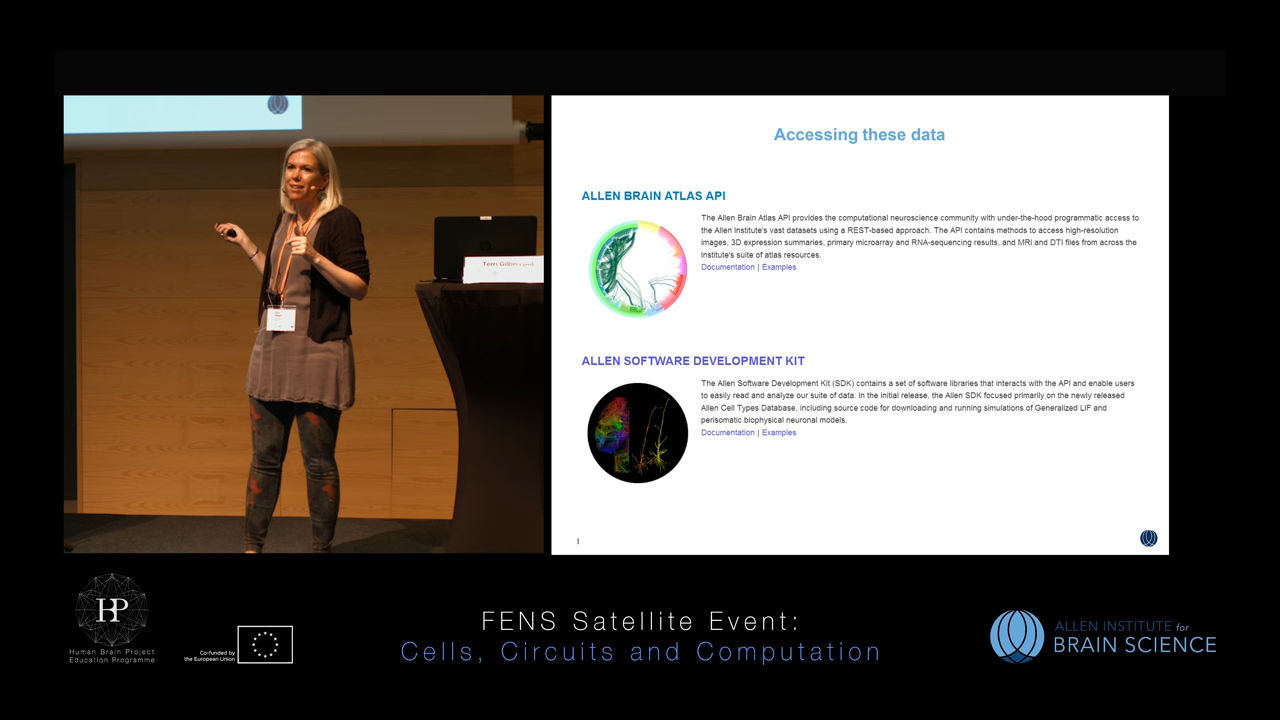 Accessing these data
ALLEN BRAIN ATLAS API
The Allen Brain Atlas API provides the computational neuroscience community with under-the-hood programmatic access to
the Allen Institute's vast datasets using a REST-based approach. The API contains methods to access high-resolution
images, 3D expression summaries, primary microarray and RNA-sequencing results, and MRI and DTI files from across the
Institute's suite of atlas resources.
Documentation | Examples
ALLEN SOFTWARE DEVELOPMENT KIT
The Allen Software Development Kit (SDK) contains a set of software libraries that interacts with the API and enable users
to easily read and analyze our suite of data. In the initial release, the Allen SDK focused primarily on the newly released
Allen Cell Types Database, including source code for downloading and running simulations of Generalized LIF and
perisomatic biophysical neuronal models.
Documentation | Examples
|
Terri
HBP
Human Brain Project
Education Programme
Co-funded by
the European Union
FENS Satellite Event:
Cells, Circuits and Computation
ALLEN INSTITUTE for
BRAIN SCIENCE